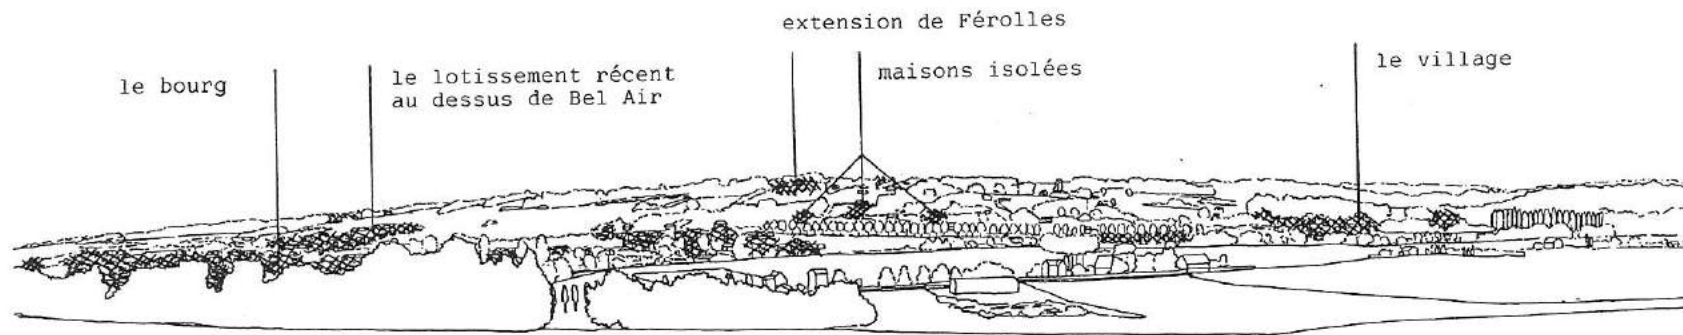 extension de Férolles
le bourg
le lotissement récent
au dessus de Bel Air
maisons isolées
le village